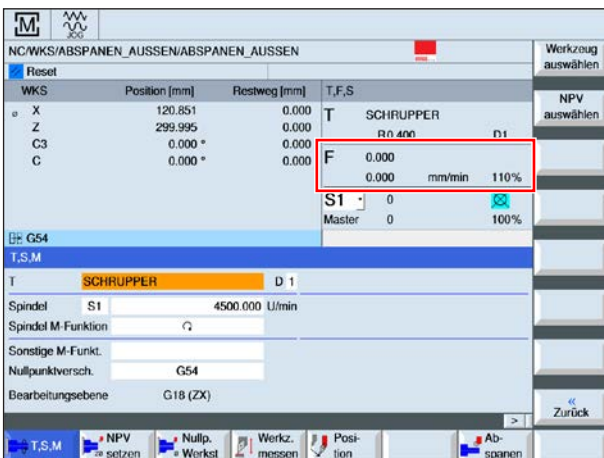 M
JOG
NC/WKS/ABSPANEN_AUSSEN/ABSPANEN_AUSSEN
Werkzeug
auswählen
Reset
WKS Position [mm] Restweg [mm] T,F,S
NPV
auswählen
ø X 120.851 0.000
Z 299.995 0.000
C3 0.000 ° 0.000
C 0.000 ° 0.000
T SCHRUPPER
R0.400 D1
F 0.000
0.000 mm/min 110%
S1 0
Master 0 100%
G54
T,S,M
T SCHRUPPER D 1
Spindel S1 4500.000 U/min
Spindel M-Funktion
Sonstige M-Funkt.
Nullpunktversch. G54
Bearbeitungsebene G18 (ZX)
«
Zurück
>
T,S,M
NPV
setzen
Nullp.
Werkst
Werkz.
messen
Posi-
tion
Ab-
spanen